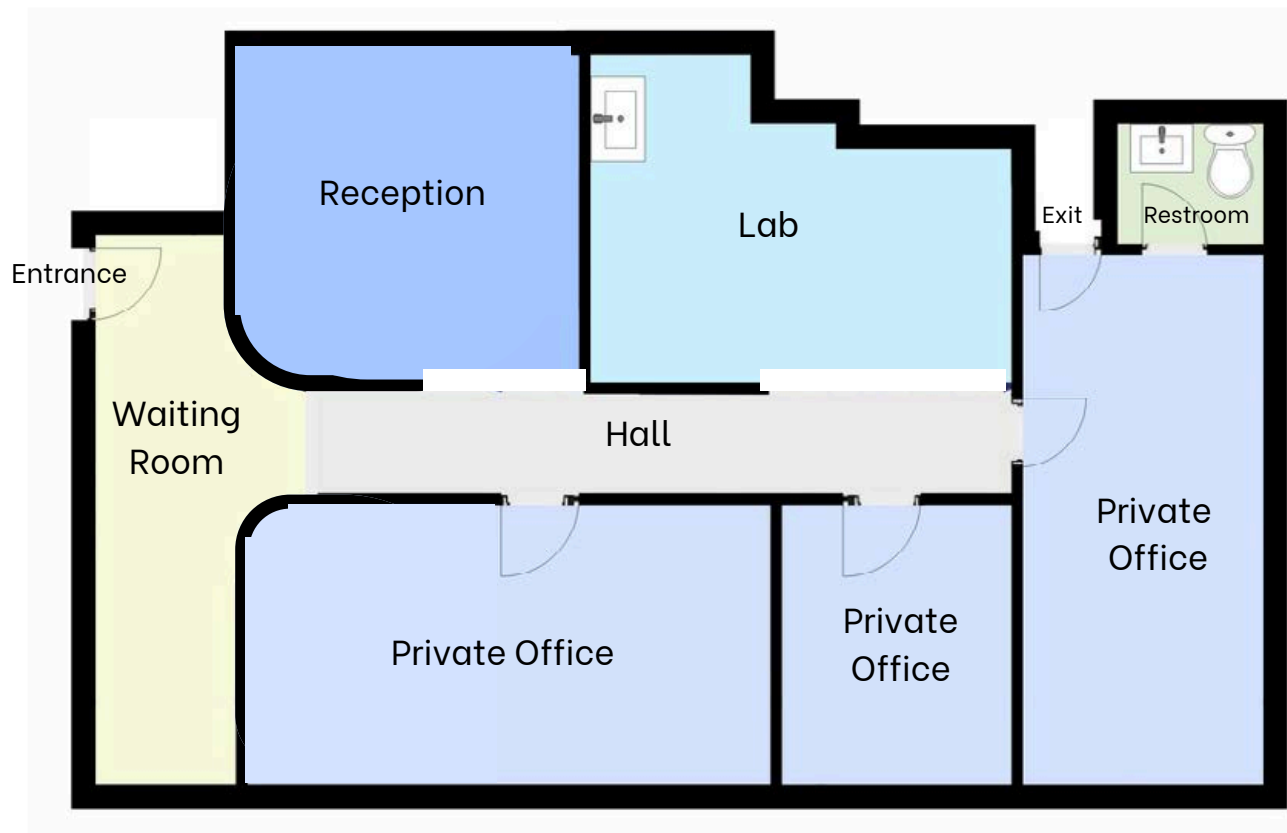 Reception
Lab
Exit
Restroom
Entrance
Waiting
Room
Hall
Private
Office
Private Office
Private
Office